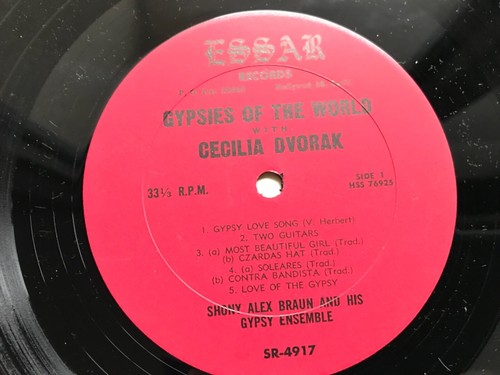 ESSAR
RECORDS
GYPSIES OF THE WORLD
WITH
CECILIA DVORAK
33⅓ R.P.M.
SIDE 1
HSS 76925
1. GYPSY LOVE SONG (V. Herbert)
2. TWO GUITARS
3. (a) MOST BEAUTIFUL GIRL (Trad.)
(b) CZARDAS HAT (Trad.)
4. (a) SOLEARES (Trad.)
(b) CONTRA BANDISTA (Trad.)
5. LOVE OF THE GYPSY
SHONY ALEX BRAUN AND HIS
GYPSY ENSEMBLE
SR-4917